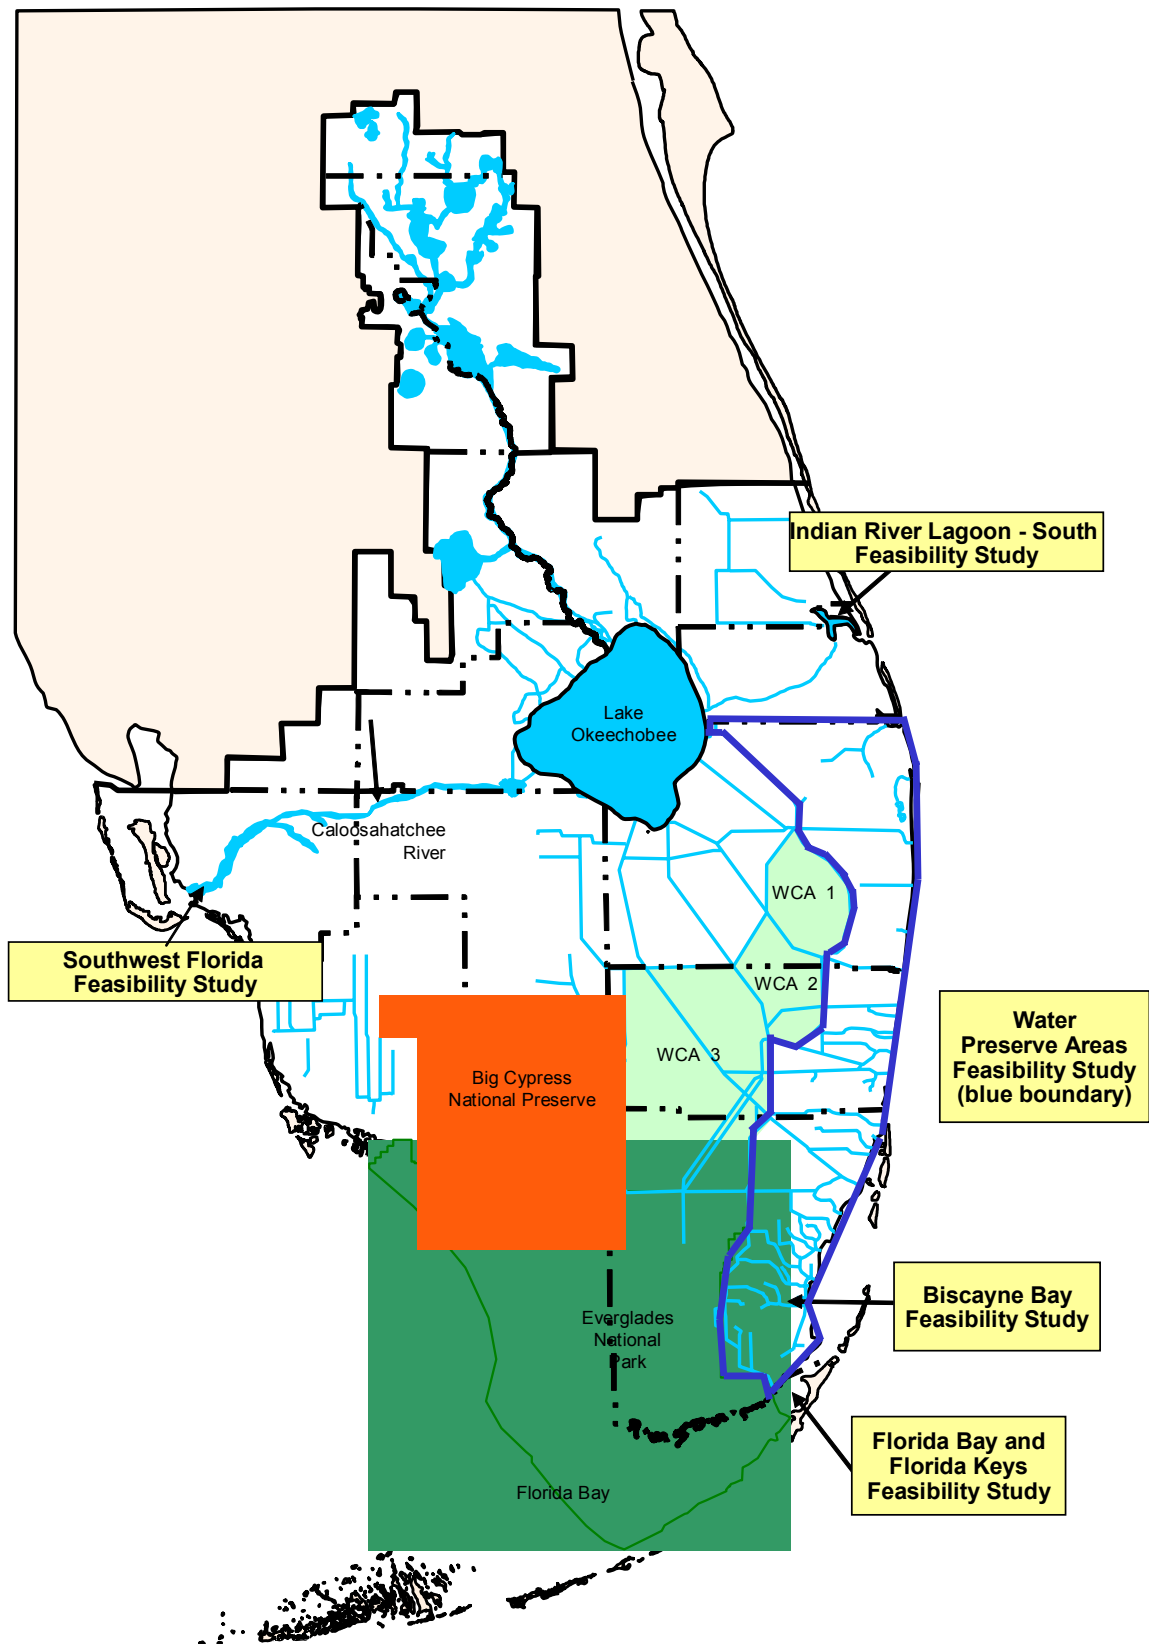 Indian River Lagoon - South
Feasibility Study
Lake
Okeechobee
Caloosahatchee
River
WCA 1
Southwest Florida
Feasibility Study
WCA 2
Water
Preserve Areas
Feasibility Study
(blue boundary)
WCA 3
Big Cypress
National Preserve
Biscayne Bay
Feasibility Study
Everglades
National
Park
Florida Bay and
Florida Keys
Feasibility Study
Florida Bay